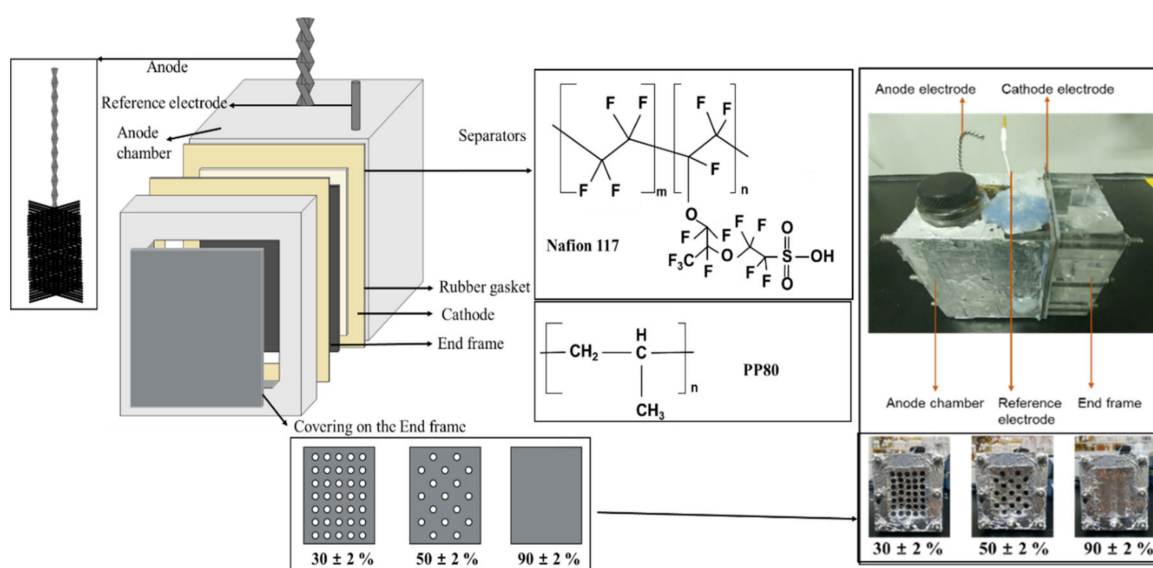 Anode
Reference electrode
Anode
chamber
Separators
Rubber gasket
Cathode
End frame
Covering on the End frame
30 ± 2 %
50 ± 2 %
90 ± 2 %
F
F
F
F
F
F
F
F
m
n
O
F
F
F
F
F3C
F
O
F
F
S
O
O
OH
Nafion 117
CH2
H
C
CH3
n
PP80
Anode electrode
Cathode electrode
Anode chamber
Reference
electrode
End frame
30 ± 2 %
50 ± 2 %
90 ± 2 %